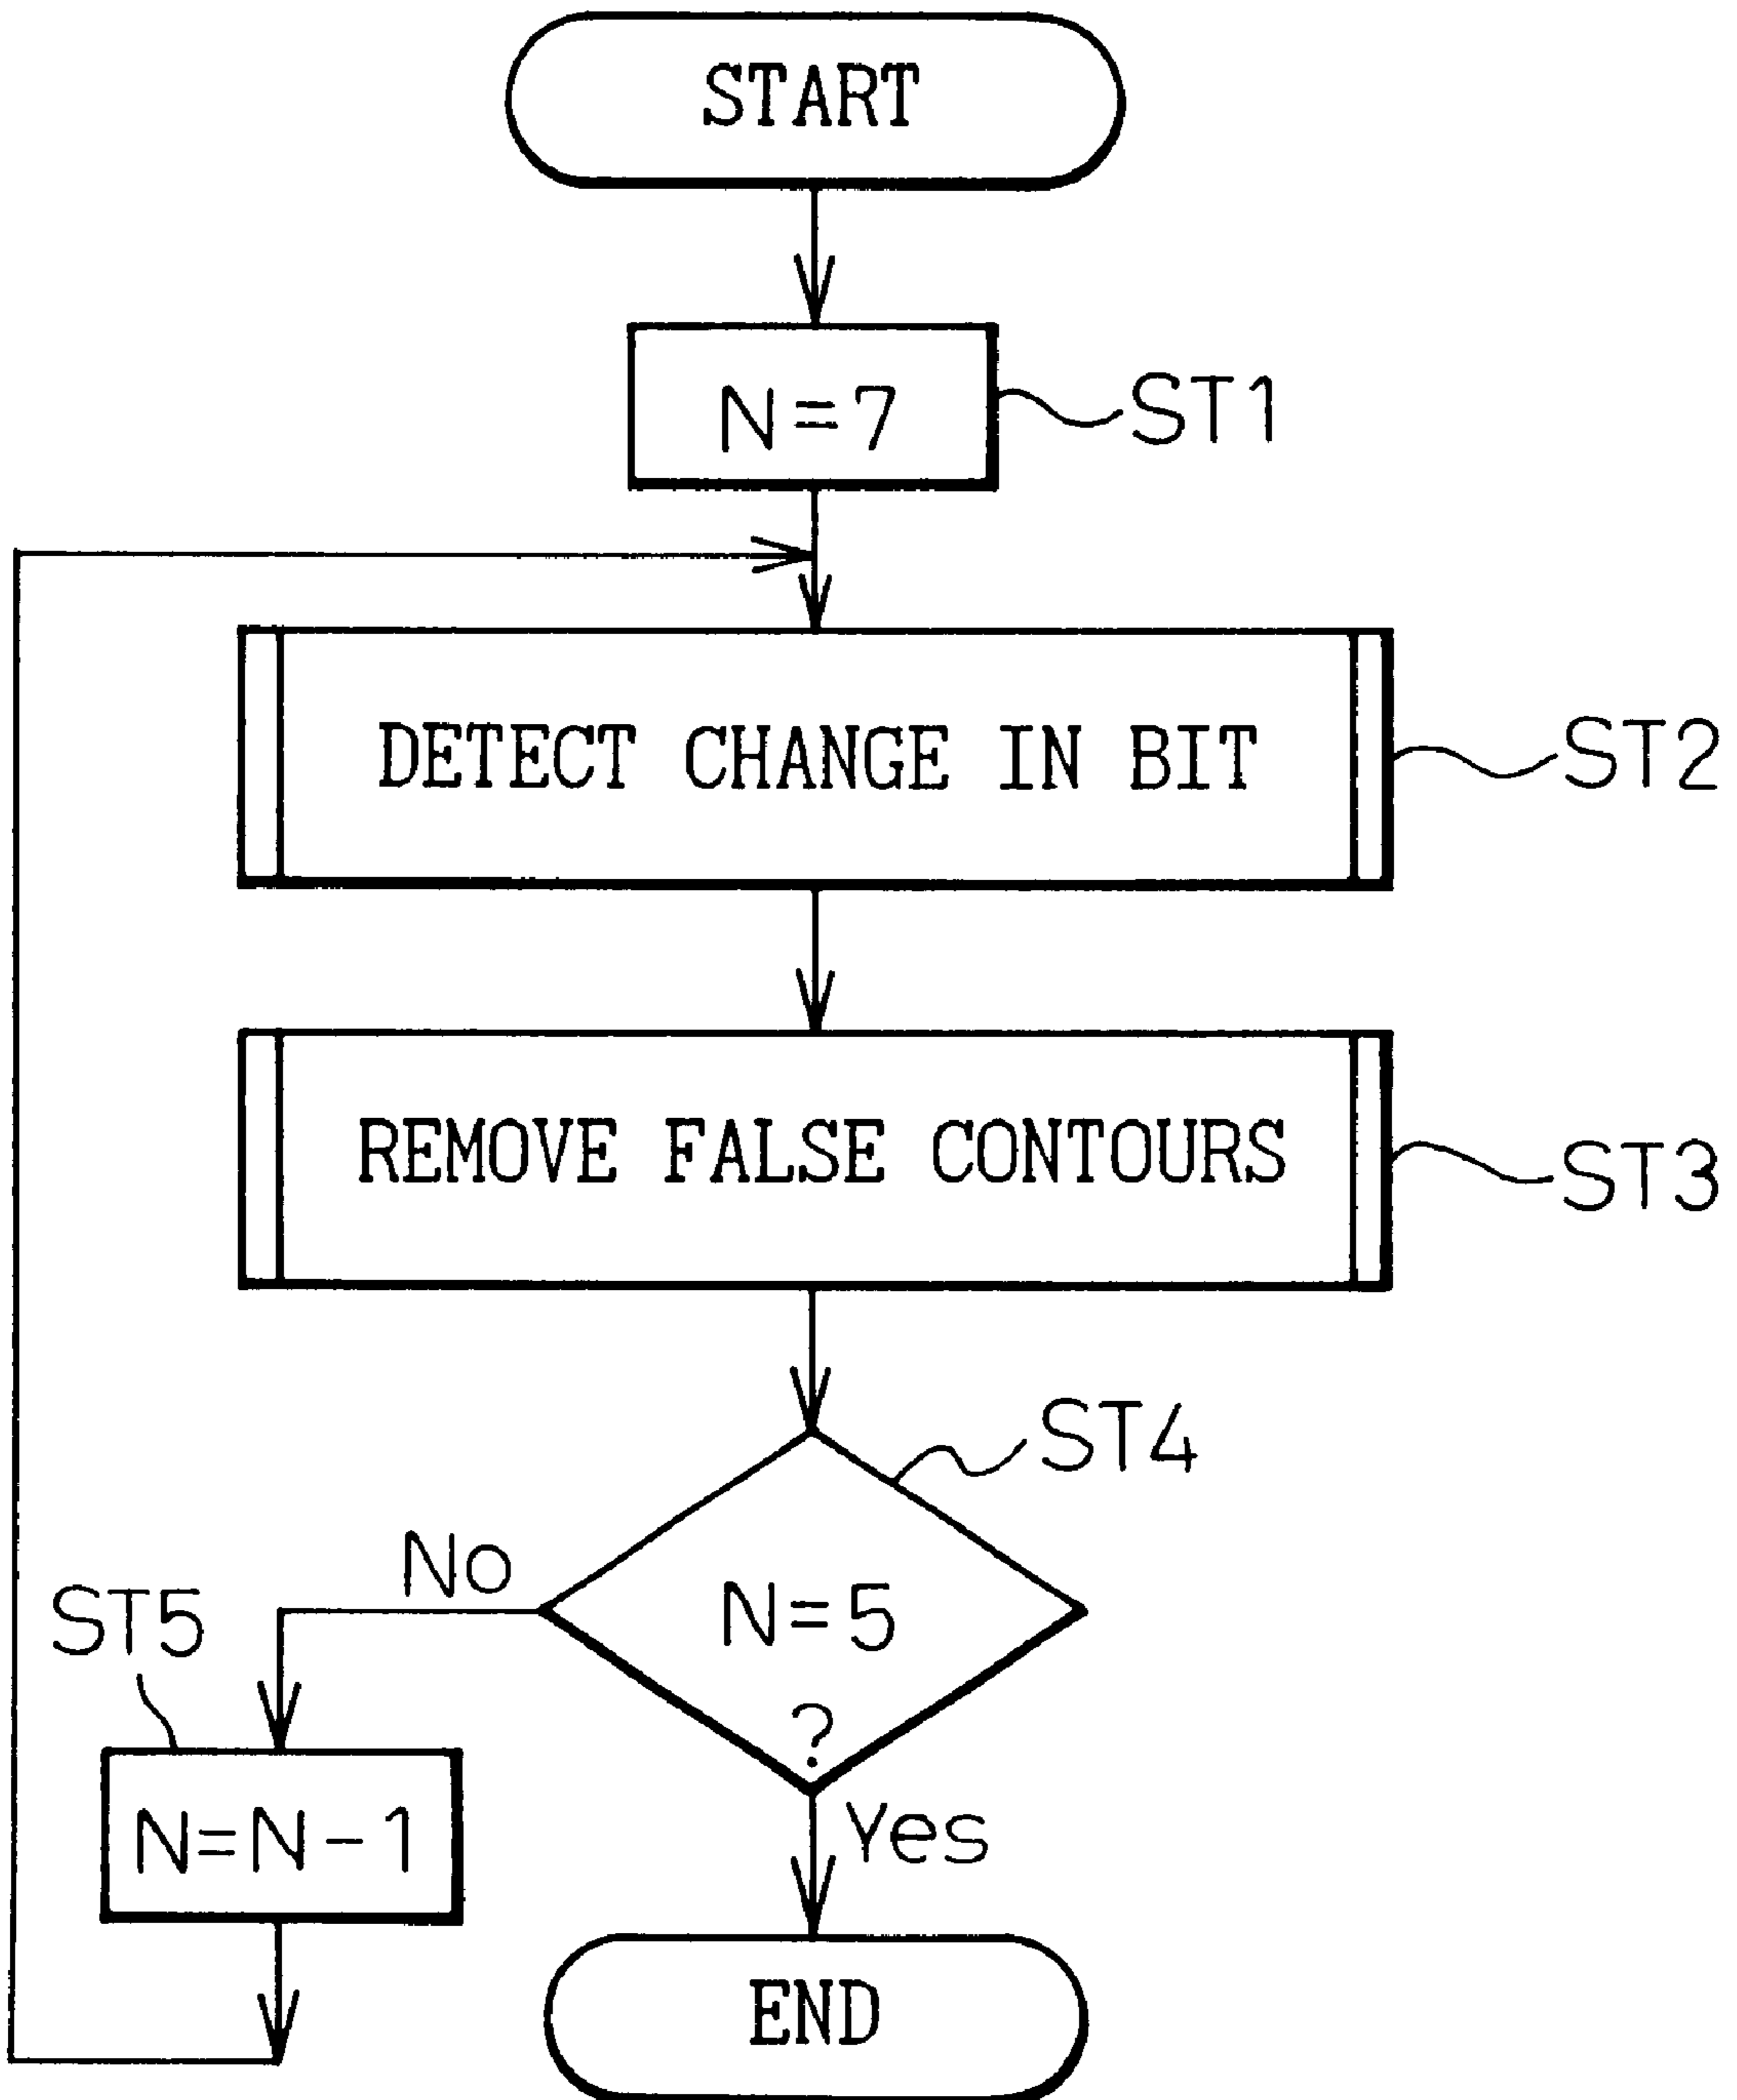 START
N=7
ST1
DETECT CHANGE IN BIT
ST2
REMOVE FALSE CONTOURS
ST3
ST4
No
N=5
?
ST5
Yes
N=N-1
END